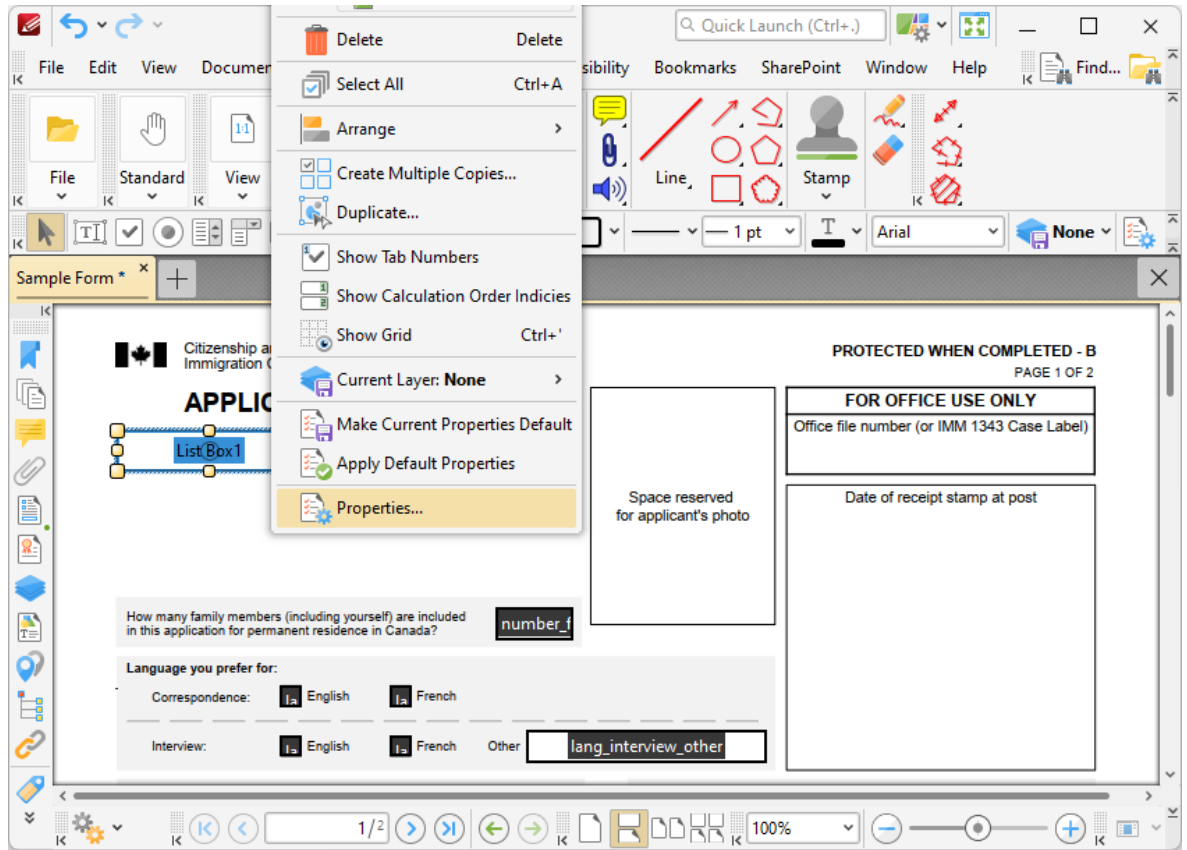 Quick Launch (Ctrl+.)
File Edit View Documen
sibility Bookmarks SharePoint Window Help Find...
File Standard View
Line Stamp
1 pt Arial None
Delete Delete
Select All Ctrl+A
Arrange
Create Multiple Copies...
Duplicate...
Show Tab Numbers
Show Calculation Order Indicies
Show Grid Ctrl+'
Current Layer: None
Make Current Properties Default
Apply Default Properties
Properties...
Sample Form *
Citizenship a
Immigration
PROTECTED WHEN COMPLETED - B
PAGE 1 OF 2
APPLIC
List Box1
FOR OFFICE USE ONLY
Office file number (or IMM 1343 Case Label)
Space reserved
for applicant's photo
Date of receipt stamp at post
How many family members (including yourself) are included
in this application for permanent residence in Canada?
number_f
Language you prefer for:
Correspondence: la English la French
Interview: la English la French Other lang_interview_other
1/2 100%